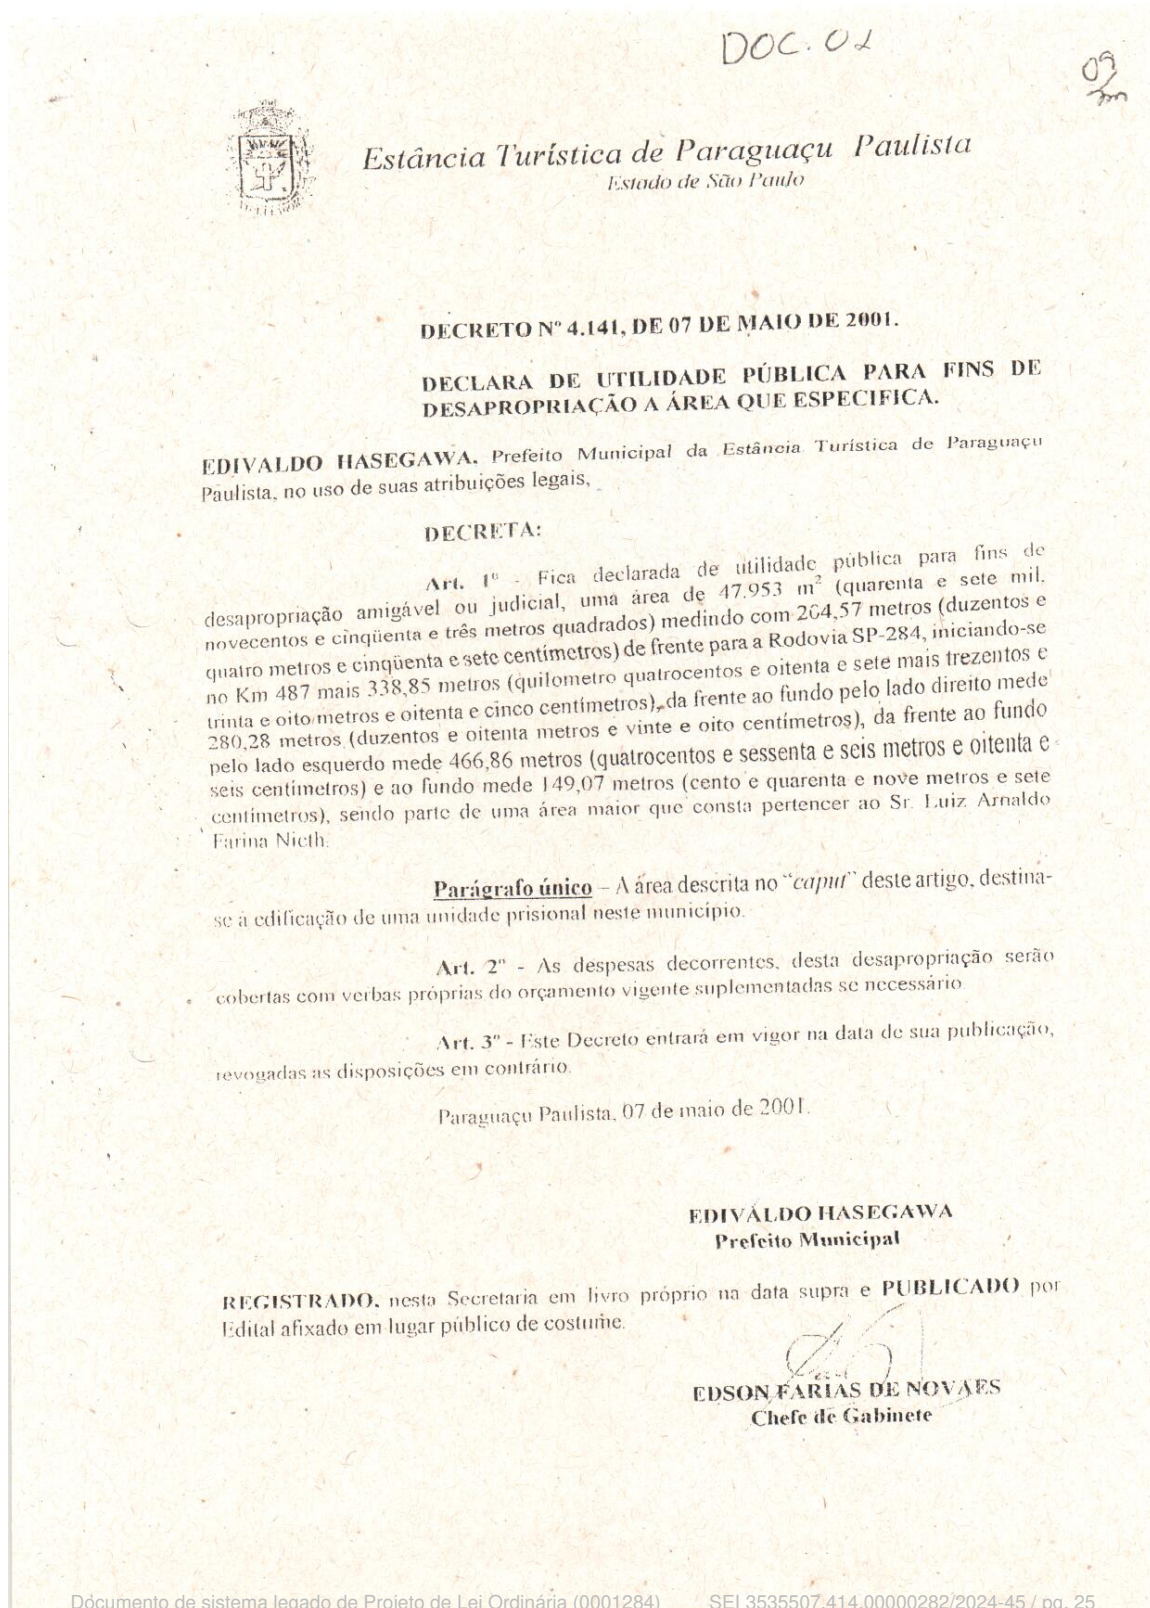 DOC. 02
09
Estância Turística de Paraguaçu Paulista
Estado de São Paulo
DECRETO Nº 4.141, DE 07 DE MAIO DE 2001.
DECLARA DE UTILIDADE PÚBLICA PARA FINS DE
DESAPROPRIAÇÃO A ÁREA QUE ESPECIFICA.
EDIVALDO HASEGAWA, Prefeito Municipal da Estância Turística de Paraguaçu
Paulista, no uso de suas atribuições legais,
DECRETA:
Art. 1º - Fica declarada de utilidade pública para fins de
desapropriação amigável ou judicial, uma área de 47.953 m² (quarenta e sete mil,
novecentos e cinqüenta e três metros quadrados) medindo com 204,57 metros (duzentos e
quatro metros e cinqüenta e sete centímetros) de frente para a Rodovia SP-284, iniciando-se
no Km 487 mais 338,85 metros (quilometro quatrocentos e oitenta e sete mais trezentos e
trinta e oito metros e oitenta e cinco centímetros), da frente ao fundo pelo lado direito mede
280,28 metros (duzentos e oitenta metros e vinte e oito centímetros), da frente ao fundo
pelo lado esquerdo mede 466,86 metros (quatrocentos e sessenta e seis metros e oitenta e
seis centímetros) e ao fundo mede 149,07 metros (cento e quarenta e nove metros e sete
centímetros), sendo parte de uma área maior que consta pertencer ao Sr. Luiz Arnaldo
Farina Nieth.
Parágrafo único – A área descrita no "caput" deste artigo, destina-
se à edificação de uma unidade prisional neste município.
Art. 2º - As despesas decorrentes, desta desapropriação serão
cobertas com verbas próprias do orçamento vigente suplementadas se necessário
Art. 3º - Este Decreto entrará em vigor na data de sua publicação,
revogadas as disposições em contrário.
Paraguaçu Paulista, 07 de maio de 2001.
EDIVALDO HASEGAWA
Prefeito Municipal
REGISTRADO, nesta Secretaria em livro próprio na data supra e PUBLICADO por
Edital afixado em lugar público de costume.
EDSON FARIAS DE NOVAES
Chefe de Gabinete
Documento de sistema legado de Projeto de Lei Ordinária (0001284) SEI 3535507.414.00000282/2024-45 / pg. 25